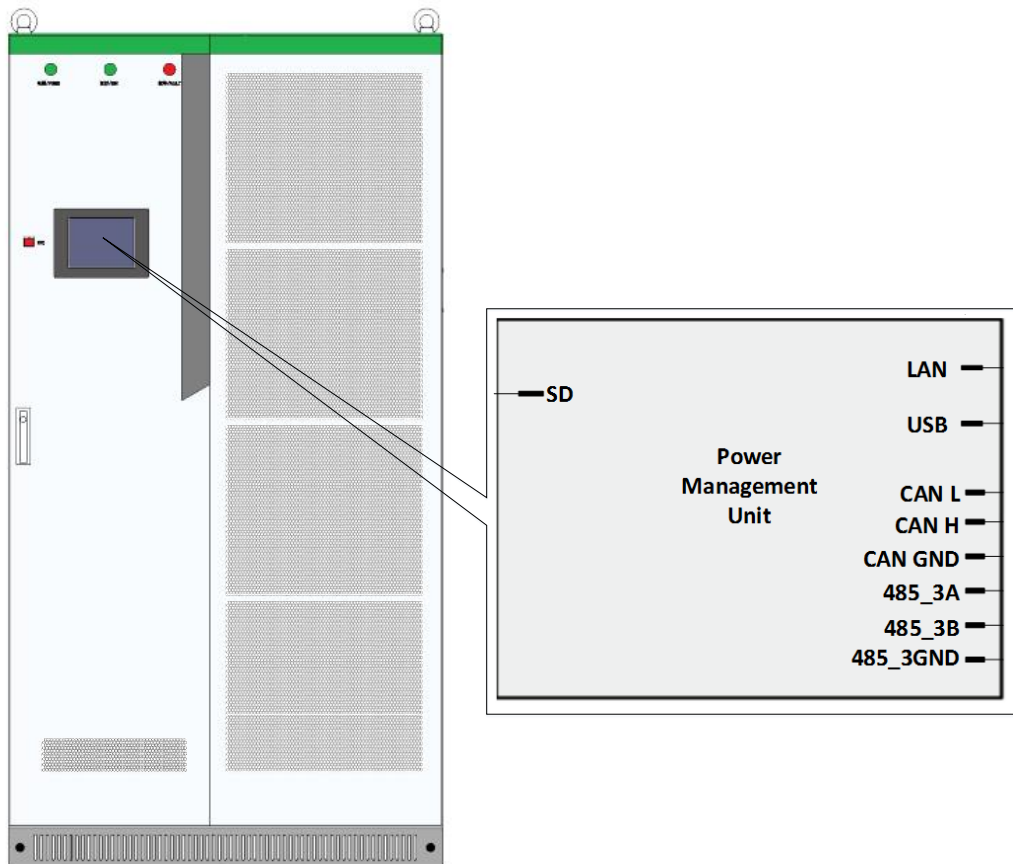 SD
Power
Management
Unit
LAN
USB
CAN L
CAN H
CAN GND
485_3A
485_3B
485_3GND